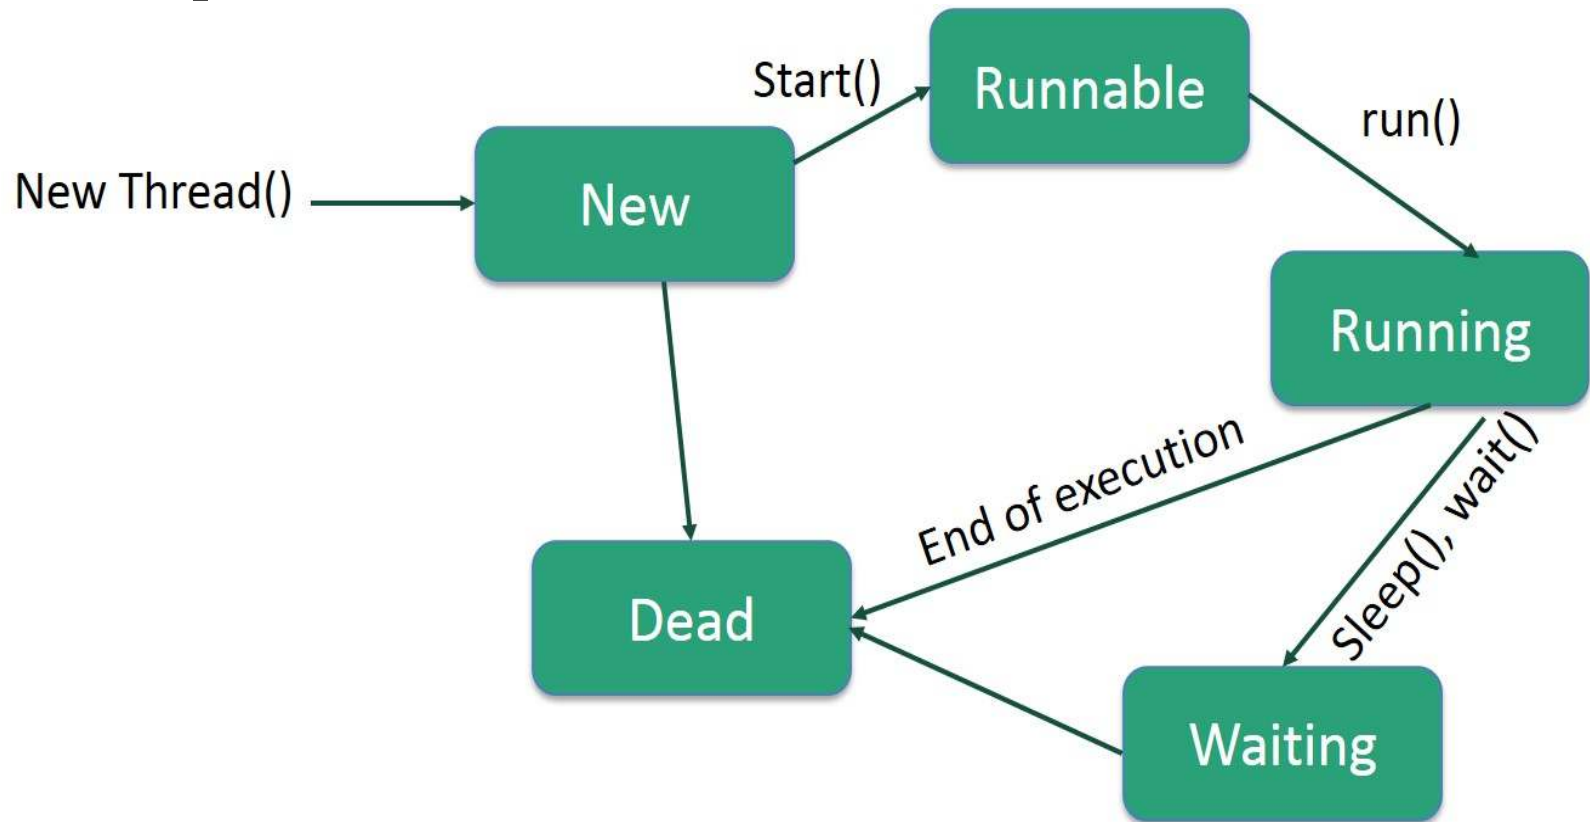 Start()
Runnable
run()
New Thread()
New
Running
End of execution
Sleep(), wait()
Dead
Waiting